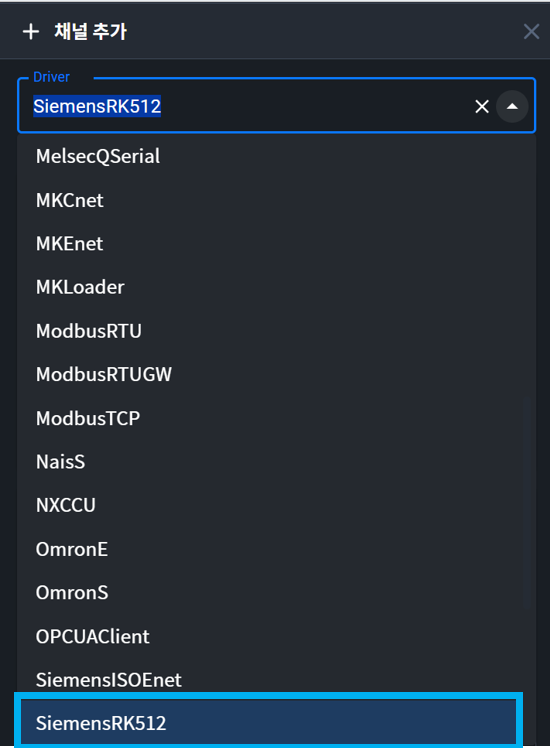 채널 추가
Driver
SiemensRK512
MelsecQSerial
MKCnet
MKEnet
MKLoader
ModbusRTU
ModbusRTUGW
ModbusTCP
NaisS
NXCCU
OmronE
OmronS
OPCUAClient
SiemensISOEnet
SiemensRK512